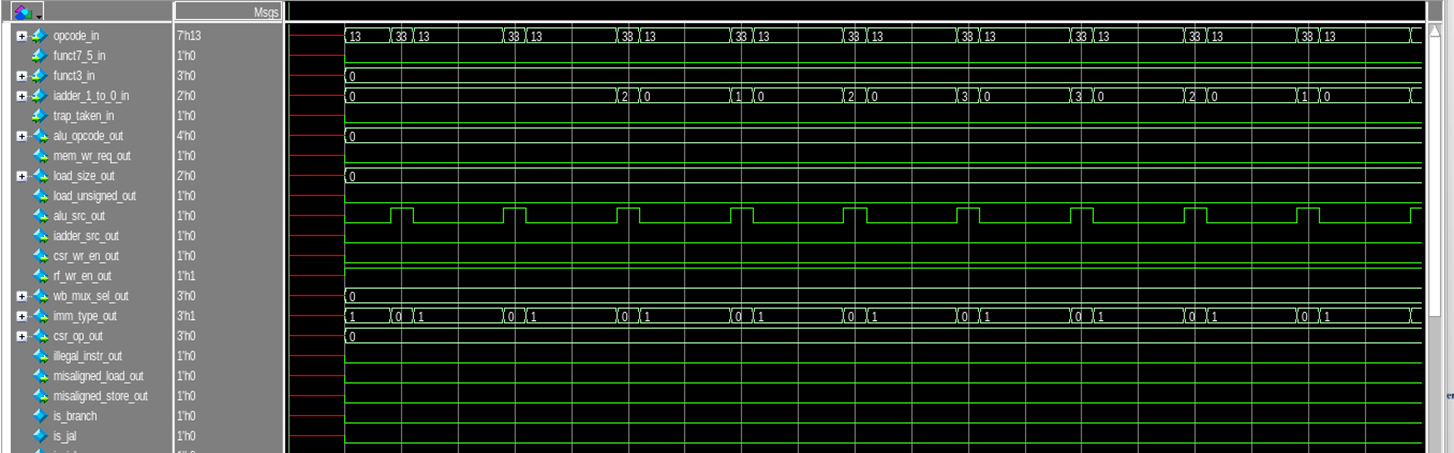 Msgs
opcode_in 7'h13 13 33 13 33 13 33 13 33 13 33 13 33 13 33 13 33 13 33 13
funct7_5_in 1'h0
funct3_in 3'h0 0
iadder_1_to_0_in 2'h0 0 2 0 1 0 2 0 3 0 3 0 2 0 1 0
trap_taken_in 1'h0
alu_opcode_out 4'h0 0
mem_wr_req_out 1'h0
load_size_out 2'h0 0
load_unsigned_out 1'h0
alu_src_out 1'h0
iadder_src_out 1'h0
csr_wr_en_out 1'h0
rf_wr_en_out 1'h1
wb_mux_sel_out 3'h0 0
imm_type_out 3'h1 1 0 1 0 1 0 1 0 1 0 1 0 1 0 1 0 1 0 1
csr_op_out 3'h0 0
illegal_instr_out 1'h0
misaligned_load_out 1'h0
misaligned_store_out 1'h0
is_branch 1'h0
is_jal 1'h0